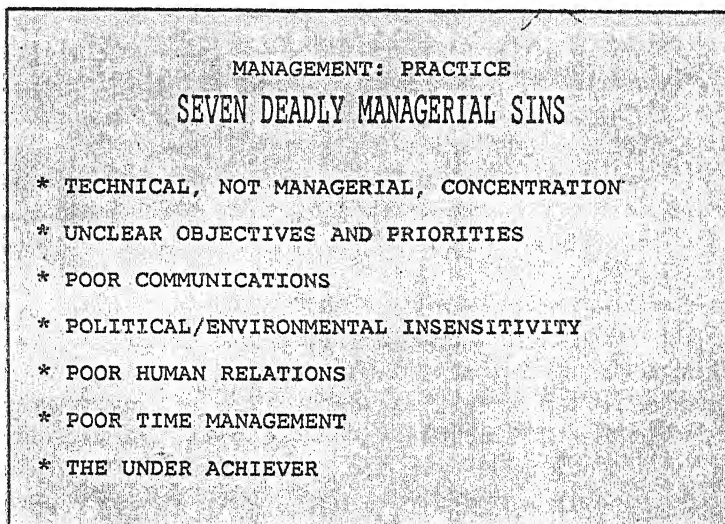 MANAGEMENT: PRACTICE
SEVEN DEADLY MANAGERIAL SINS
* TECHNICAL, NOT MANAGERIAL, CONCENTRATION
* UNCLEAR OBJECTIVES AND PRIORITIES
* POOR COMMUNICATIONS
* POLITICAL/ENVIRONMENTAL INSENSITIVITY
* POOR HUMAN RELATIONS
* POOR TIME MANAGEMENT
* THE UNDER ACHIEVER